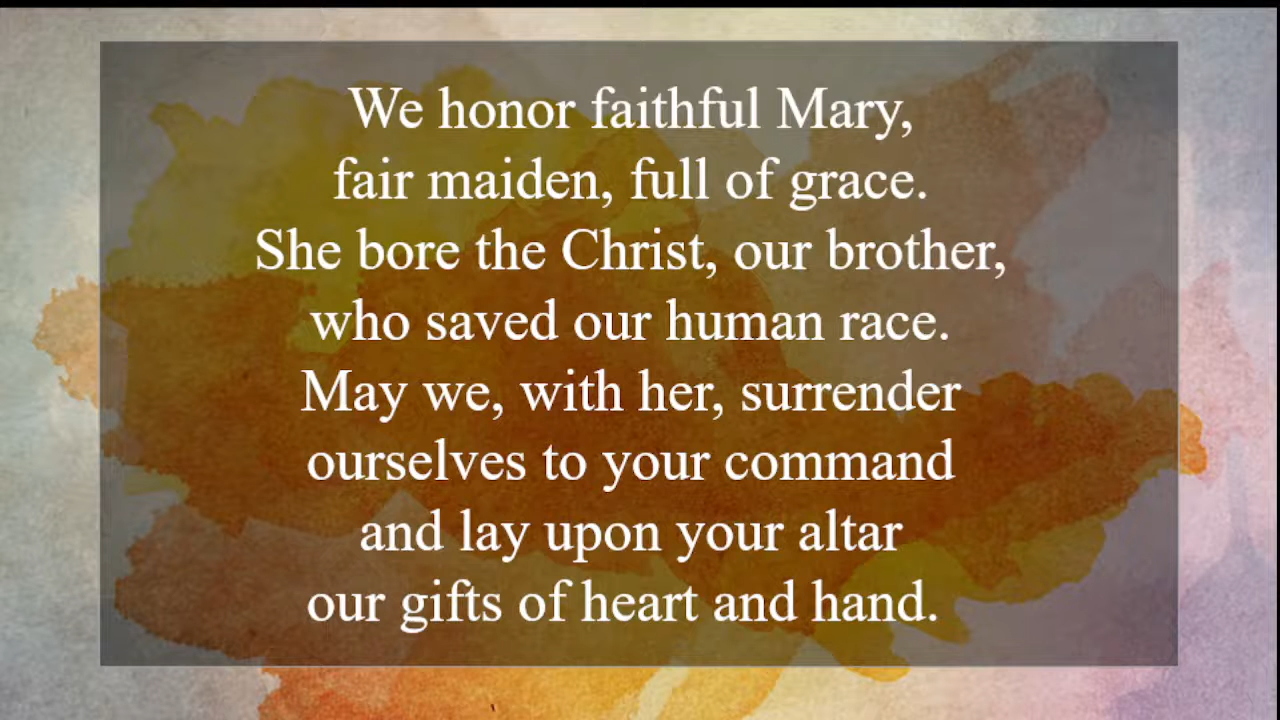 We honor faithful Mary,
fair maiden, full of grace.
She bore the Christ, our brother,
who saved our human race.
May we, with her, surrender
ourselves to your command
and lay upon your altar
our gifts of heart and hand.